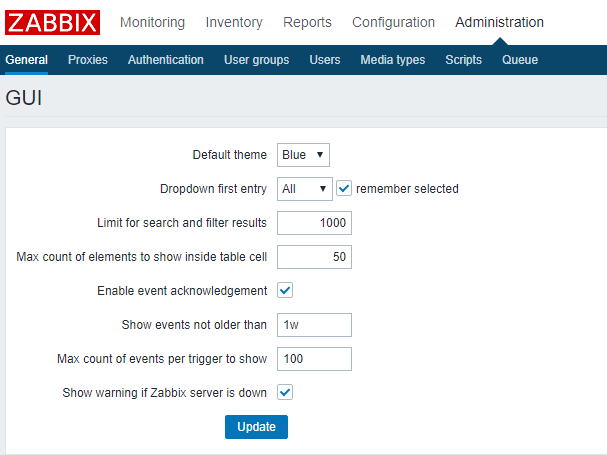 ZABBIX Monitoring Inventory Reports Configuration Administration
General Proxies Authentication User groups Users Media types Scripts Queue
GUI
Default theme Blue
Dropdown first entry All remember selected
Limit for search and filter results 1000
Max count of elements to show inside table cell 50
Enable event acknowledgement
Show events not older than 1w
Max count of events per trigger to show 100
Show warning if Zabbix server is down
Update